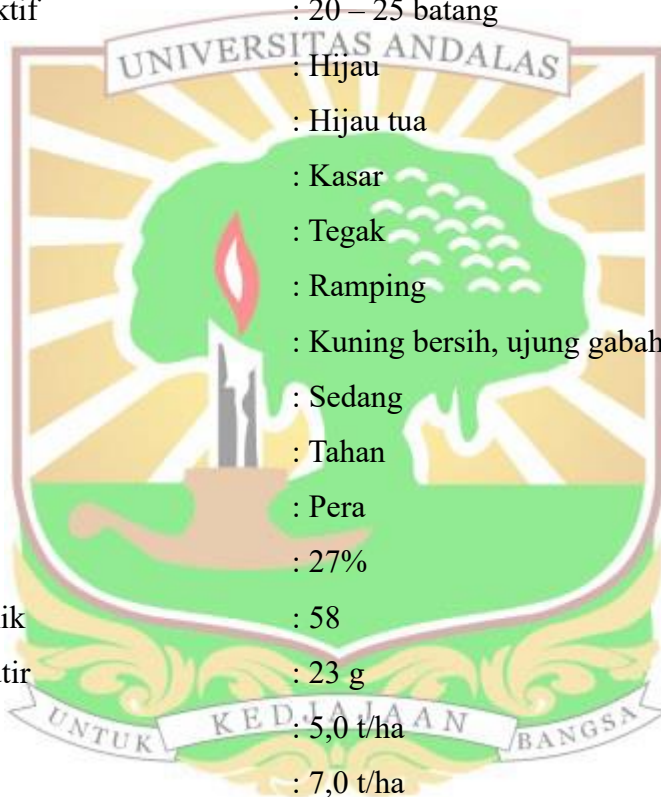 ktif : 20 – 25 batang
UNIVERSITAS ANDALAS
: Hijau
: Hijau tua
: Kasar
: Tegak
: Ramping
: Kuning bersih, ujung gabah
: Sedang
: Tahan
: Pera
: 27%
ik : 58
tir : 23 g
UNTUK KEDJAJAAN BANGSA
: 5,0 t/ha
: 7,0 t/ha